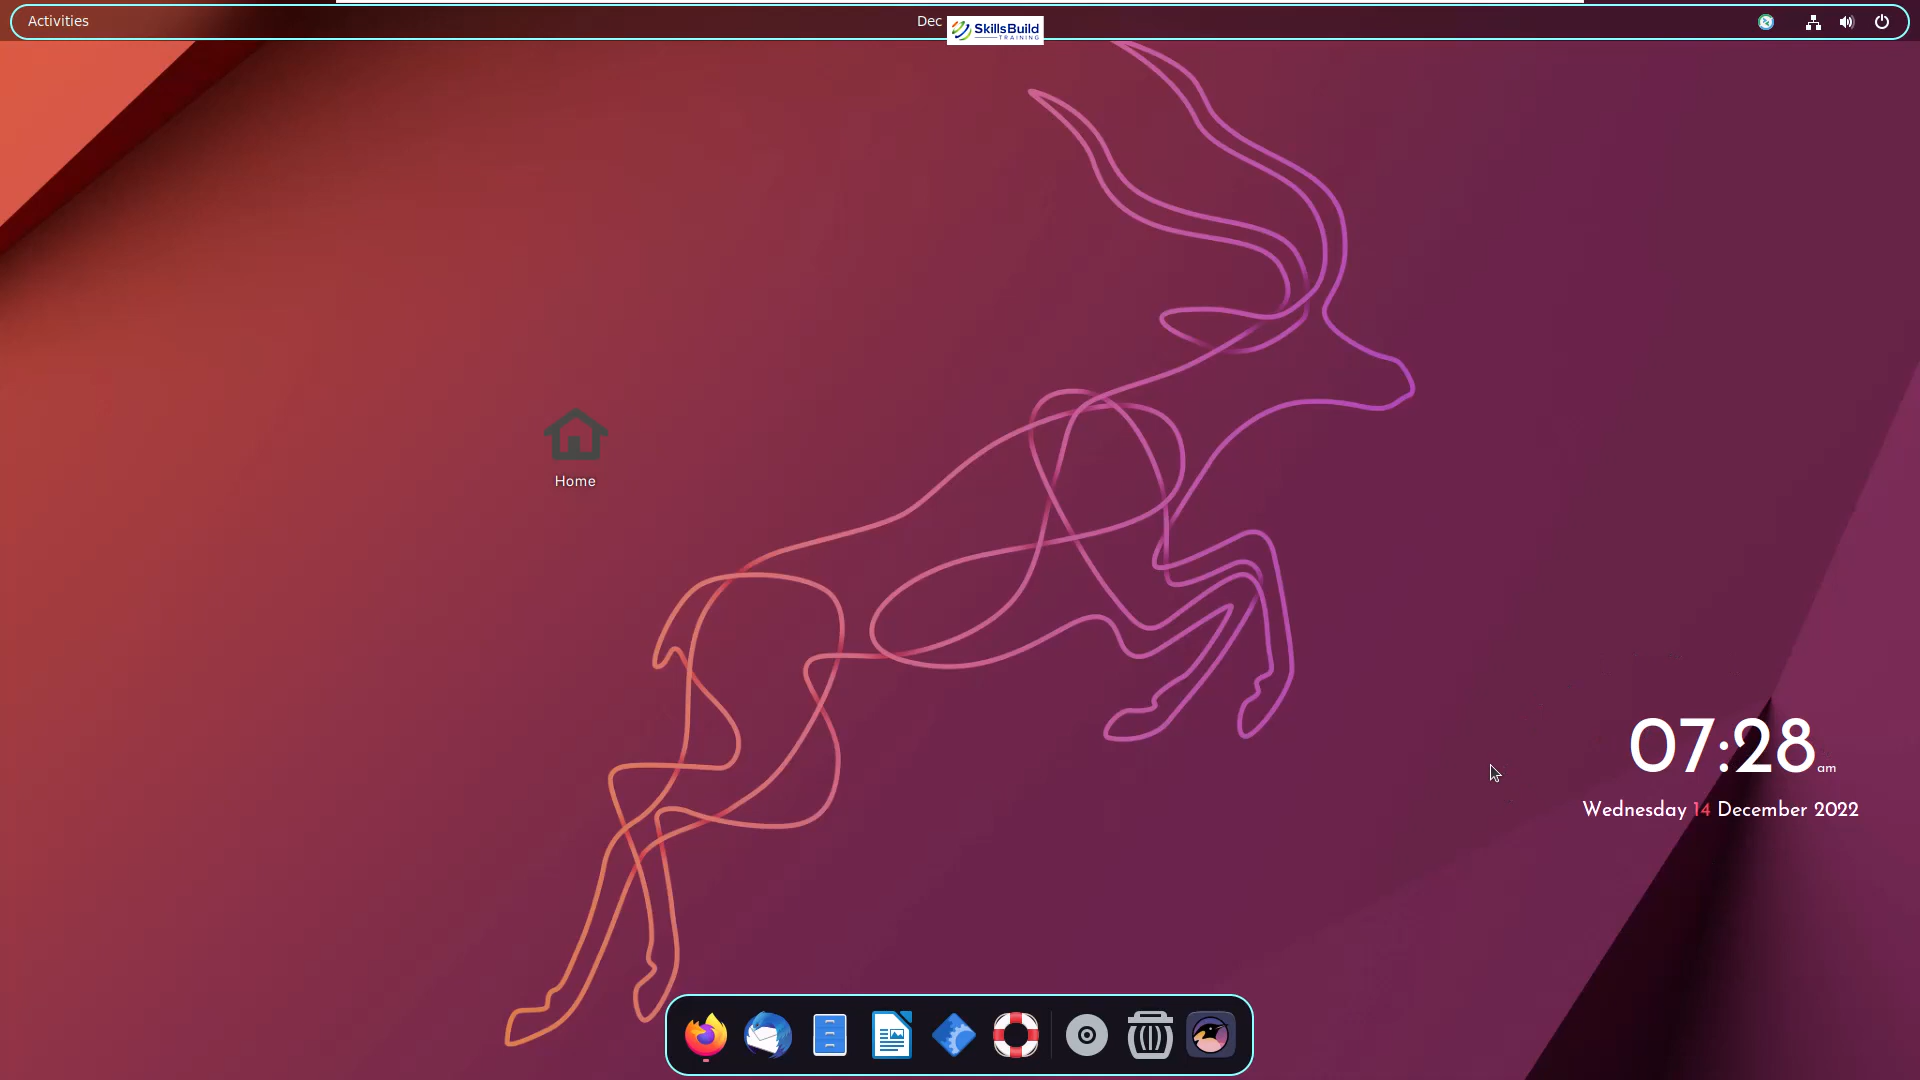 Activities
Dec
SkillsBuild
TRAINING
Home
07:28 am
Wednesday 14 December 2022